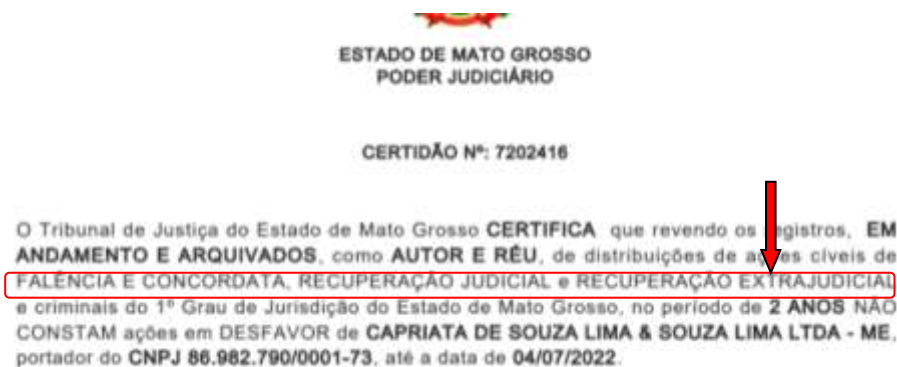 ESTADO DE MATO GROSSO
PODER JUDICIÁRIO
CERTIDÃO Nº: 7202416
O Tribunal de Justiça do Estado de Mato Grosso CERTIFICA que revendo os registros, EM
ANDAMENTO E ARQUIVADOS, como AUTOR E RÉU, de distribuições de ações cíveis de
FALÊNCIA E CONCORDATA, RECUPERAÇÃO JUDICIAL e RECUPERAÇÃO EXTRAJUDICIAL
e criminais do 1º Grau de Jurisdição do Estado de Mato Grosso, no período de 2 ANOS NÃO
CONSTAM ações em DESFAVOR de CAPRIATA DE SOUZA LIMA & SOUZA LIMA LTDA - ME,
portador do CNPJ 86.982.790/0001-73, até a data de 04/07/2022.